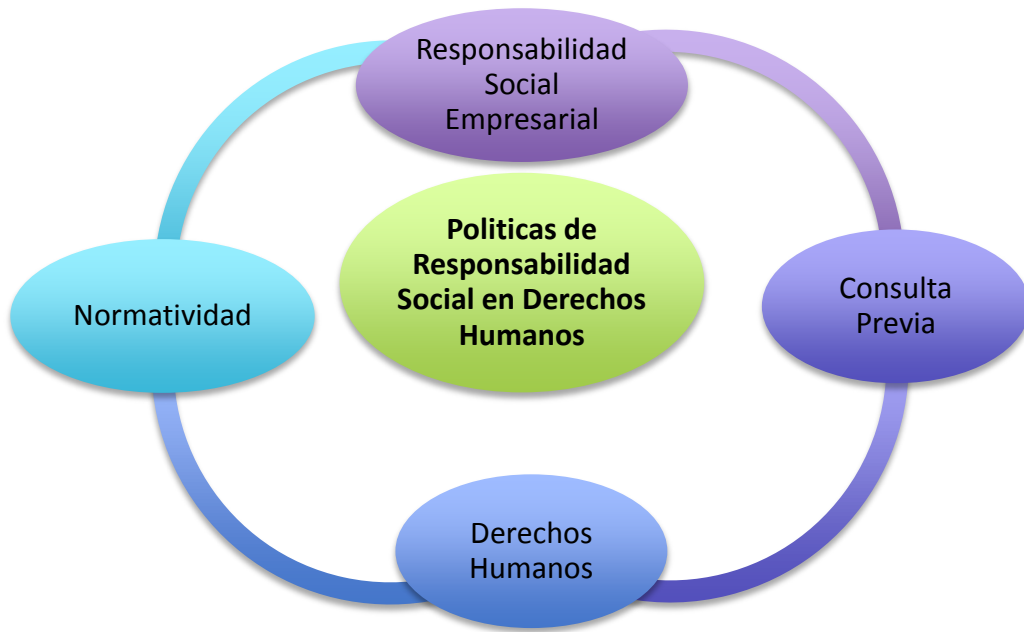 Responsabilidad
Social
Empresarial
Politicas de
Responsabilidad
Social en Derechos
Humanos
Consulta
Previa
Normatividad
Derechos
Humanos